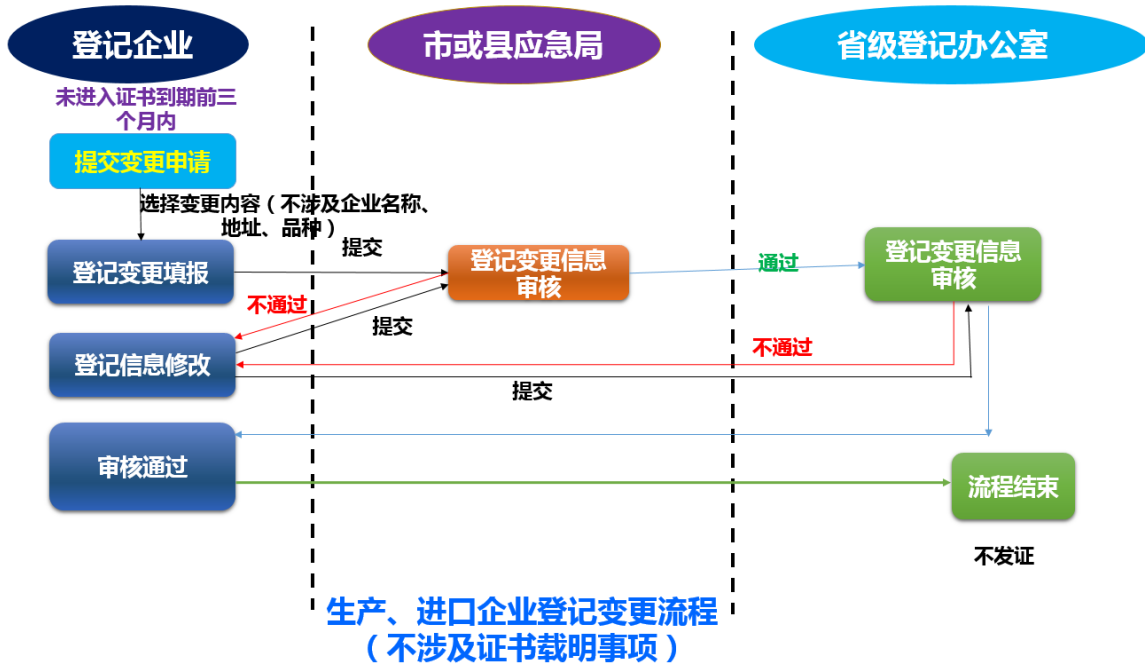 登记企业
市或县应急局
省级登记办公室
未进入证书到期前三
个月内
提交变更申请
选择变更内容（不涉及企业名称、
地址、品种）
登记变更填报
提交
登记变更信息
审核
通过
登记变更信息
审核
不通过
提交
登记信息修改
不通过
提交
审核通过
流程结束
不发证
生产、进口企业登记变更流程
（不涉及证书载明事项）